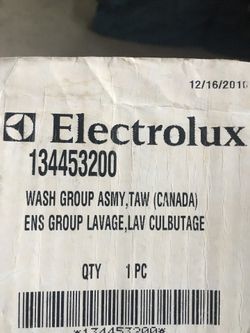 12/16/2010
Electrolux
134453200
WASH GROUP ASMY,TAW (CANADA)
ENS GROUP LAVAGE,LAV CULBUTAGE
QTY 1 PC
*134453200*